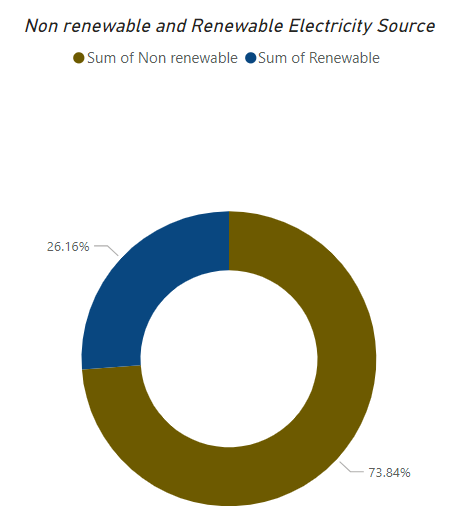 Non renewable and Renewable Electricity Source
Sum of Non renewable Sum of Renewable
26.16%
73.84%